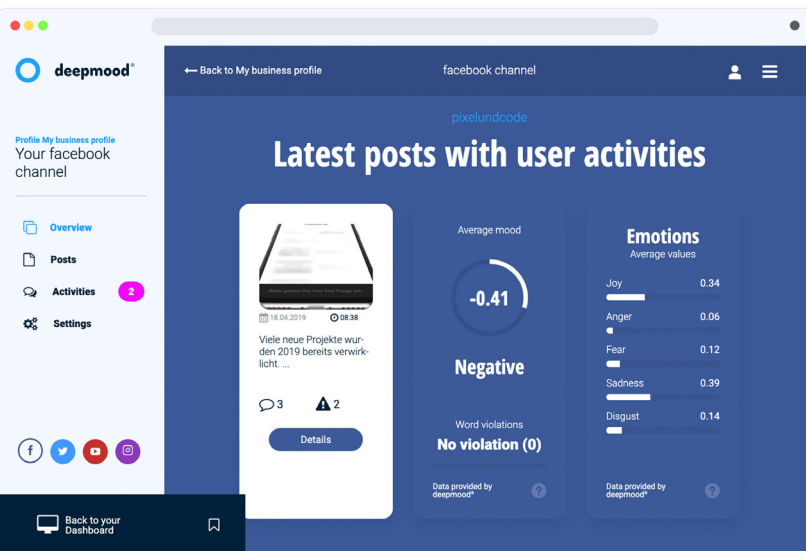 deepmood®
Profile My business profile
Your facebook
channel
Overview
Posts
Activities 2
Settings
Back to your
Dashboard
← Back to My business profile
facebook channel
pixelundcode
Latest posts with user activities
18.04.2019 08:38
Viele neue Projekte wur-
den 2019 bereits verwirk-
licht. ...
3 2
Details
Average mood
-0.41
Negative
Word violations
No violation (0)
Data provided by
deepmood®
?
Emotions
Average values
Joy 0.34
Anger 0.06
Fear 0.12
Sadness 0.39
Disgust 0.14
Data provided by
deepmood®
?